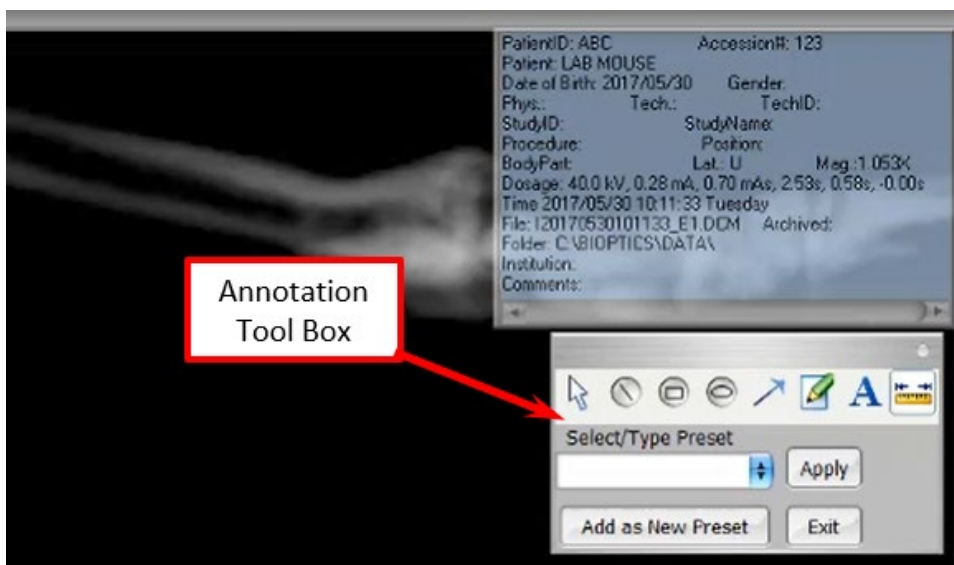 PatientID: ABC Accession#: 123
Patient: LAB MOUSE
Date of Birth: 2017/05/30 Gender:
Phys.: Tech.: TechID:
StudyID: StudyName:
Procedure: Position:
BodyPart: Lat.: U Mag.:1.053X
Dosage: 40.0 kV, 0.28 mA, 0.70 mAs, 2.53s, 0.58s, -0.00s
Time 2017/05/30 10:11:33 Tuesday
File: I20170530101133_E1.DCM Archived:
Folder: C:\BIOPTICS\DATA\
Institution:
Comments:
Annotation
Tool Box
A
Select/Type Preset
Apply
Add as New Preset Exit